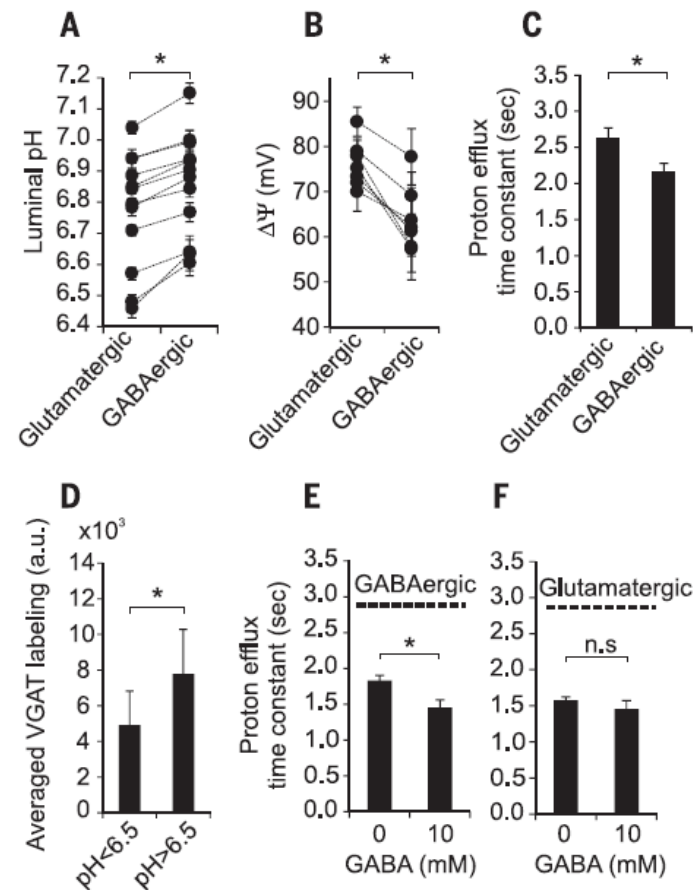 A
*
Luminal pH
7.2
7.1
7.0
6.9
6.8
6.7
6.6
6.5
6.4
Glutamatergic
GABAergic
B
*
ΔΨ (mV)
90
80
70
60
50
40
Glutamatergic
GABAergic
C
*
Proton efflux
time constant (sec)
3.5
3.0
2.5
2.0
1.5
1.0
0.5
0.0
Glutamatergic
GABAergic
D
x10³
*
Averaged VGAT labeling (a.u.)
14
12
10
8
6
4
2
0
pH<6.5
pH>6.5
E
GABAergic
*
Proton efflux
time constant (sec)
3.5
3.0
2.5
2.0
1.5
1.0
0.5
0.0
0
10
GABA (mM)
F
Glutamatergic
n.s
3.5
3.0
2.5
2.0
1.5
1.0
0.5
0.0
0
10
GABA (mM)